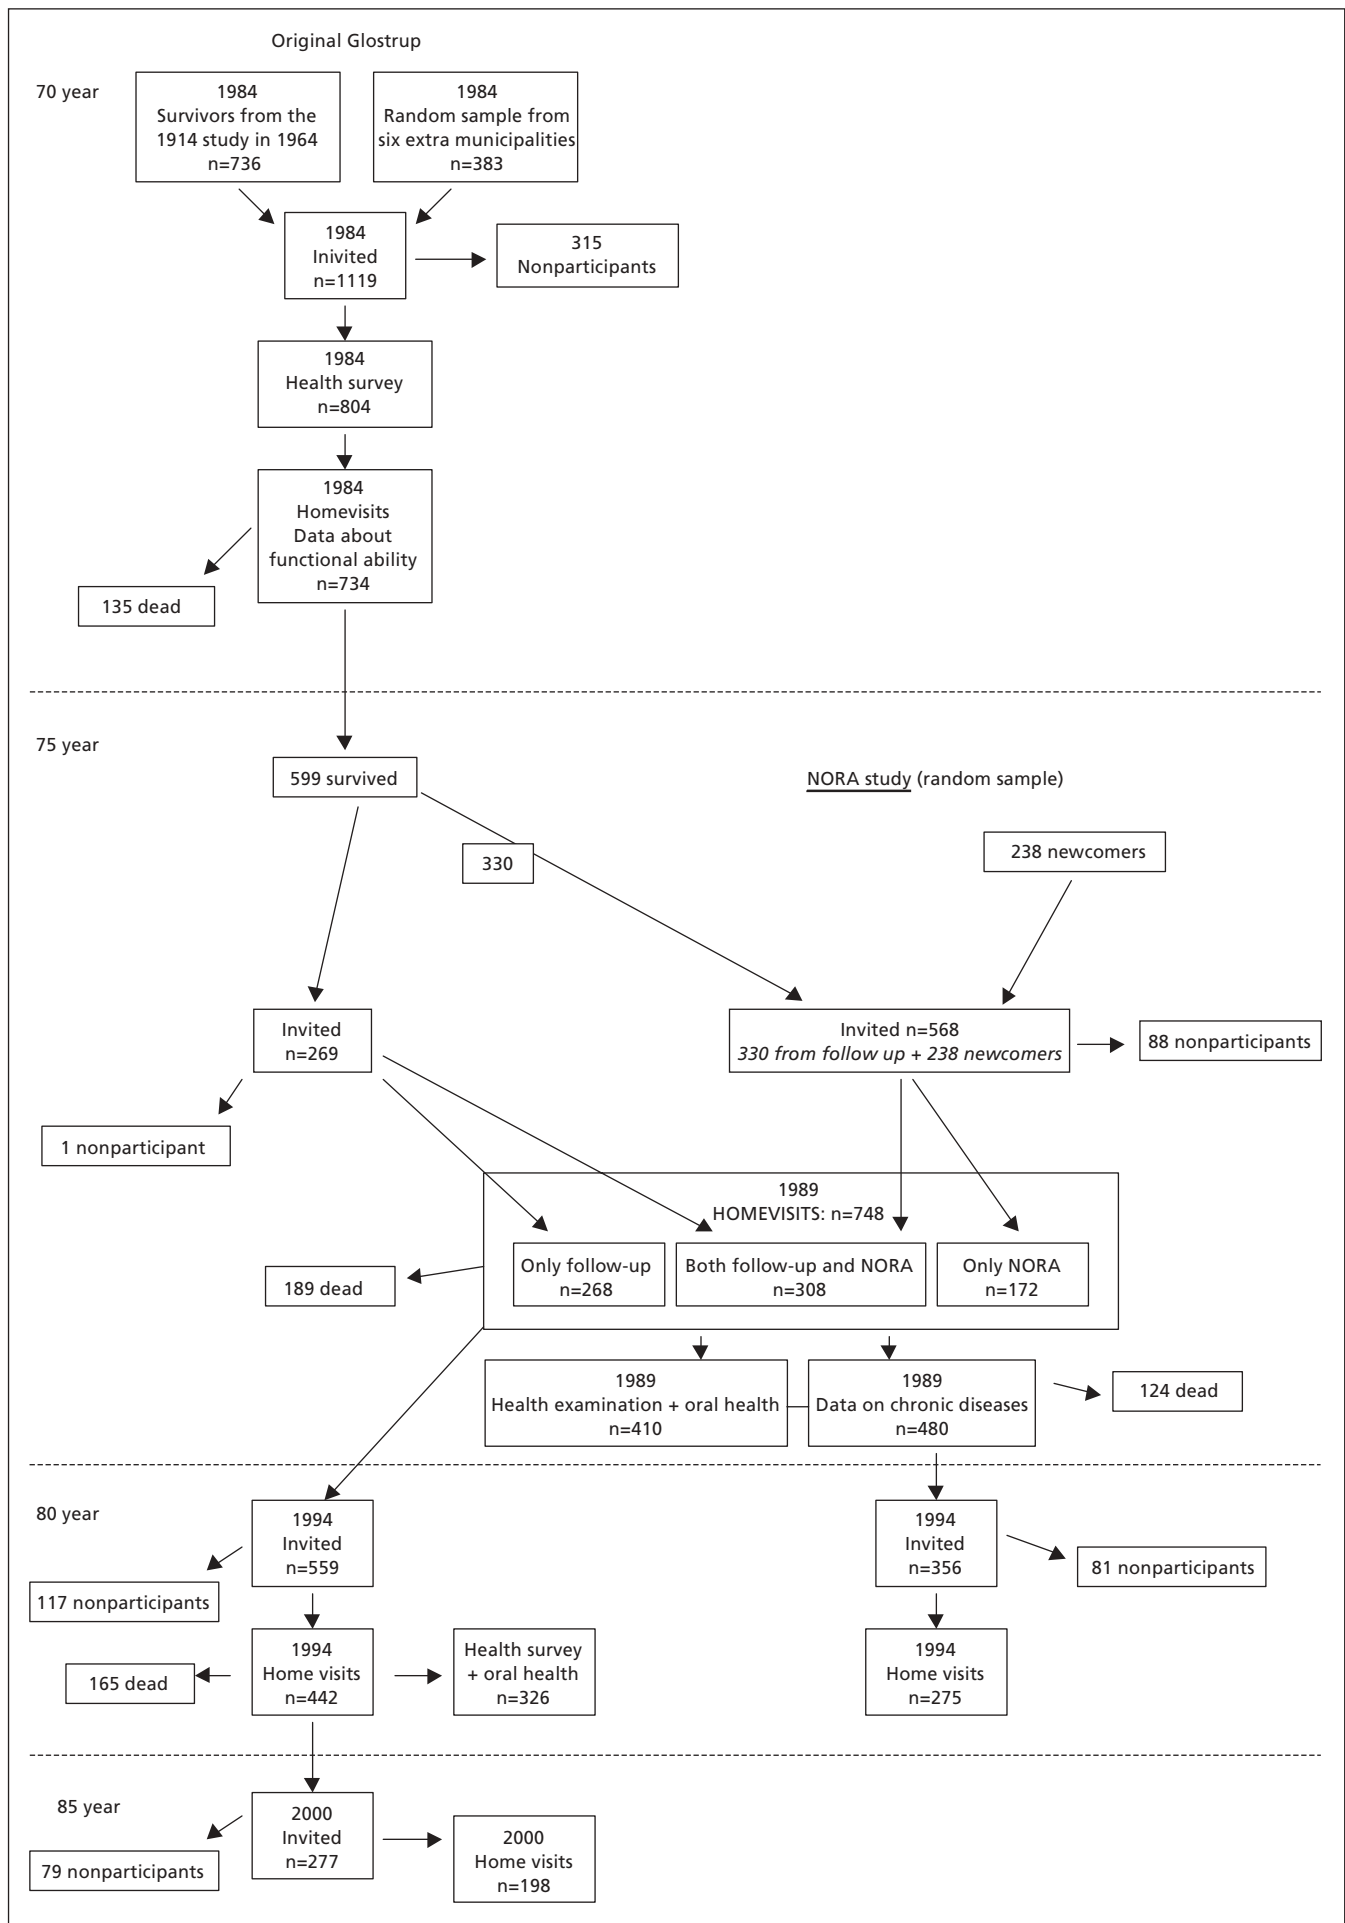 Original Glostrup
70 year
1984
Survivors from the
1914 study in 1964
n=736
1984
Random sample from
six extra municipalities
n=383
1984
Inivited
n=1119
315
Nonparticipants
1984
Health survey
n=804
1984
Homevisits
Data about
functional ability
n=734
135 dead
75 year
599 survived
NORA study (random sample)
330
238 newcomers
Invited
n=269
Invited n=568
330 from follow up + 238 newcomers
88 nonparticipants
1 nonparticipant
1989
HOMEVISITS: n=748
Only follow-up
n=268
Both follow-up and NORA
n=308
Only NORA
n=172
189 dead
1989
Health examination + oral health
n=410
1989
Data on chronic diseases
n=480
124 dead
80 year
1994
Invited
n=559
1994
Invited
n=356
117 nonparticipants
81 nonparticipants
1994
Home visits
n=442
165 dead
Health survey
+ oral health
n=326
1994
Home visits
n=275
85 year
2000
Invited
n=277
79 nonparticipants
2000
Home visits
n=198